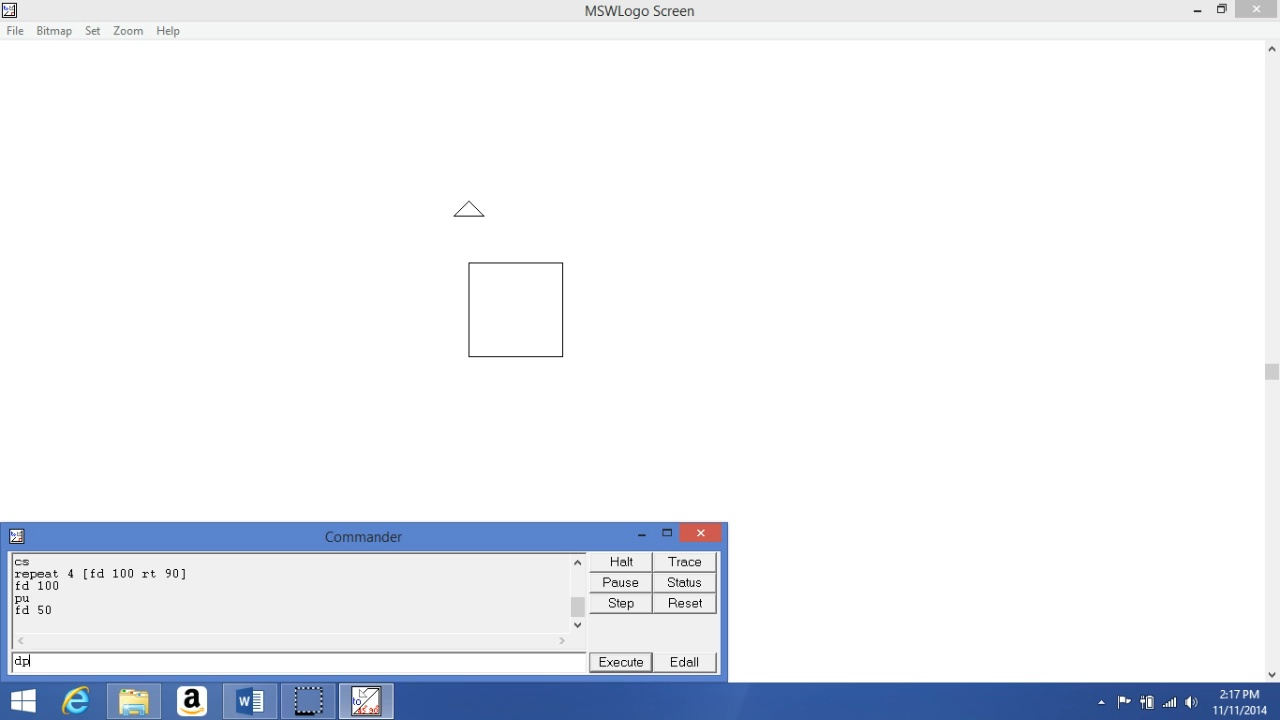 MSWLogo Screen
File Bitmap Set Zoom Help
Commander
cs
repeat 4 [fd 100 rt 90]
fd 100
pu
fd 50
dp
Halt Trace
Pause Status
Step Reset
Execute Edall
2:17 PM
11/11/2014